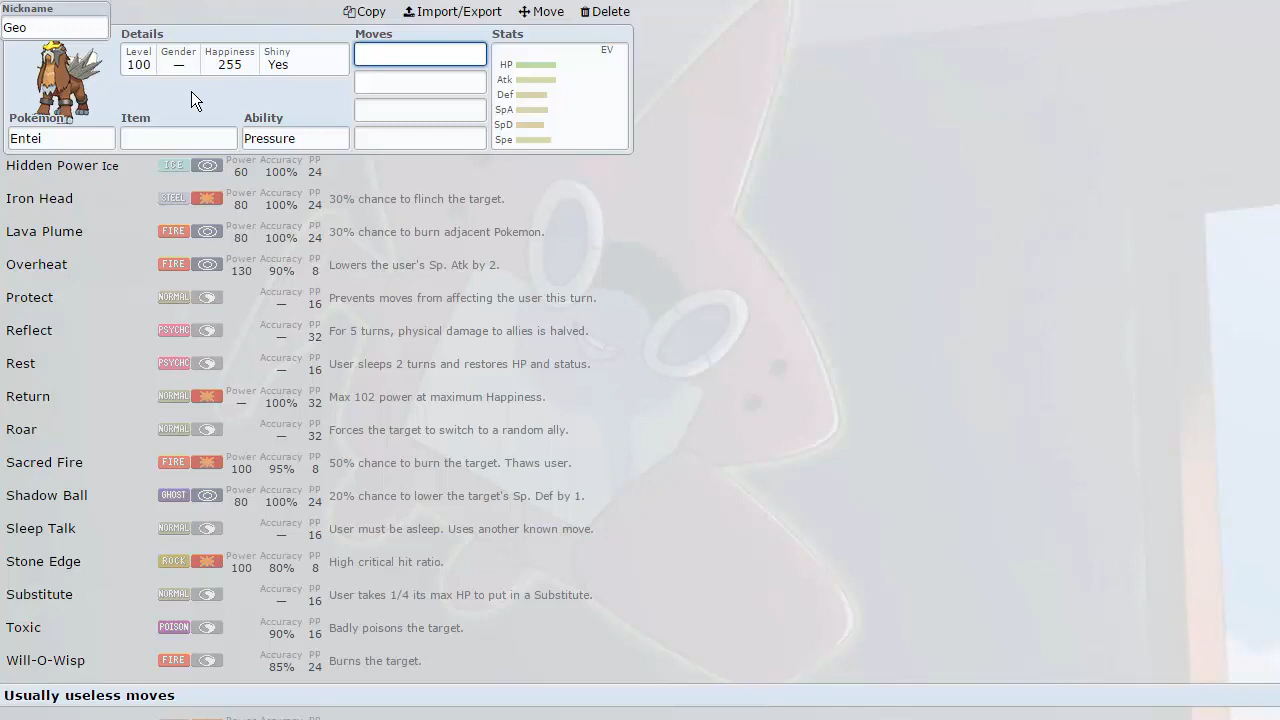 Nickname
Geo
Copy Import/Export Move Delete
Details
Level Gender Happiness Shiny
100 — 255 Yes
Moves
Stats
EV
HP
Atk
Def
SpA
SpD
Spe
Pokémon
Entei
Item
Ability
Pressure
Hidden Power Ice ICE Power 60 Accuracy 100% PP 24
Iron Head STEEL Power 80 Accuracy 100% PP 24 30% chance to flinch the target.
Lava Plume FIRE Power 80 Accuracy 100% PP 24 30% chance to burn adjacent Pokemon.
Overheat FIRE Power 130 Accuracy 90% PP 8 Lowers the user's Sp. Atk by 2.
Protect NORMAL Accuracy — PP 16 Prevents moves from affecting the user this turn.
Reflect PSYCHC Accuracy — PP 32 For 5 turns, physical damage to allies is halved.
Rest PSYCHC Accuracy — PP 16 User sleeps 2 turns and restores HP and status.
Return NORMAL Power — Accuracy 100% PP 32 Max 102 power at maximum Happiness.
Roar NORMAL Accuracy — PP 32 Forces the target to switch to a random ally.
Sacred Fire FIRE Power 100 Accuracy 95% PP 8 50% chance to burn the target. Thaws user.
Shadow Ball GHOST Power 80 Accuracy 100% PP 24 20% chance to lower the target's Sp. Def by 1.
Sleep Talk NORMAL Accuracy — PP 16 User must be asleep. Uses another known move.
Stone Edge ROCK Power 100 Accuracy 80% PP 8 High critical hit ratio.
Substitute NORMAL Accuracy — PP 16 User takes 1/4 its max HP to put in a Substitute.
Toxic POISON Accuracy 90% PP 16 Badly poisons the target.
Will-O-Wisp FIRE Accuracy 85% PP 24 Burns the target.
Usually useless moves
Power Accuracy PP